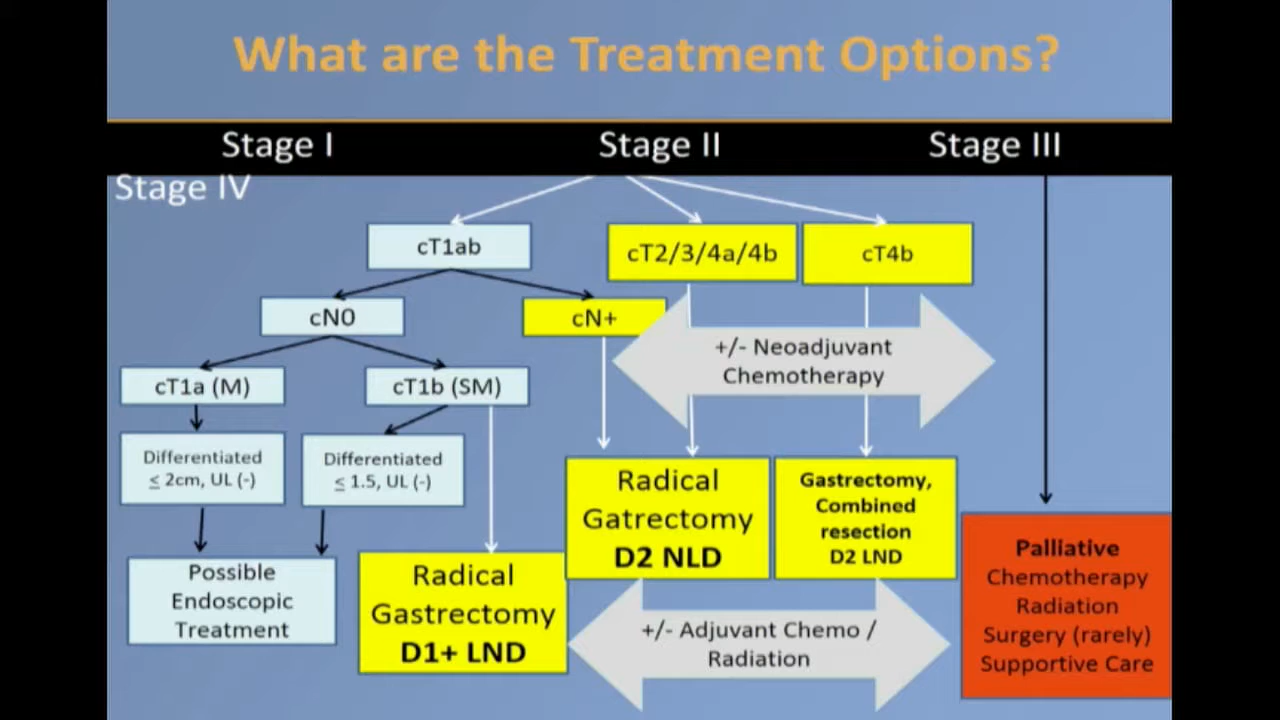 What are the Treatment Options?
Stage I
Stage II
Stage III
Stage IV
cT1ab
cT2/3/4a/4b
cT4b
cN0
cN+
+/- Neoadjuvant
Chemotherapy
cT1a (M)
cT1b (SM)
Differentiated
≤ 2cm, UL (-)
Differentiated
≤ 1.5, UL (-)
Radical
Gatrectomy
D2 NLD
Gastrectomy,
Combined
resection
D2 LND
Palliative
Chemotherapy
Radiation
Surgery (rarely)
Supportive Care
Possible
Endoscopic
Treatment
Radical
Gastrectomy
D1+ LND
+/- Adjuvant Chemo /
Radiation